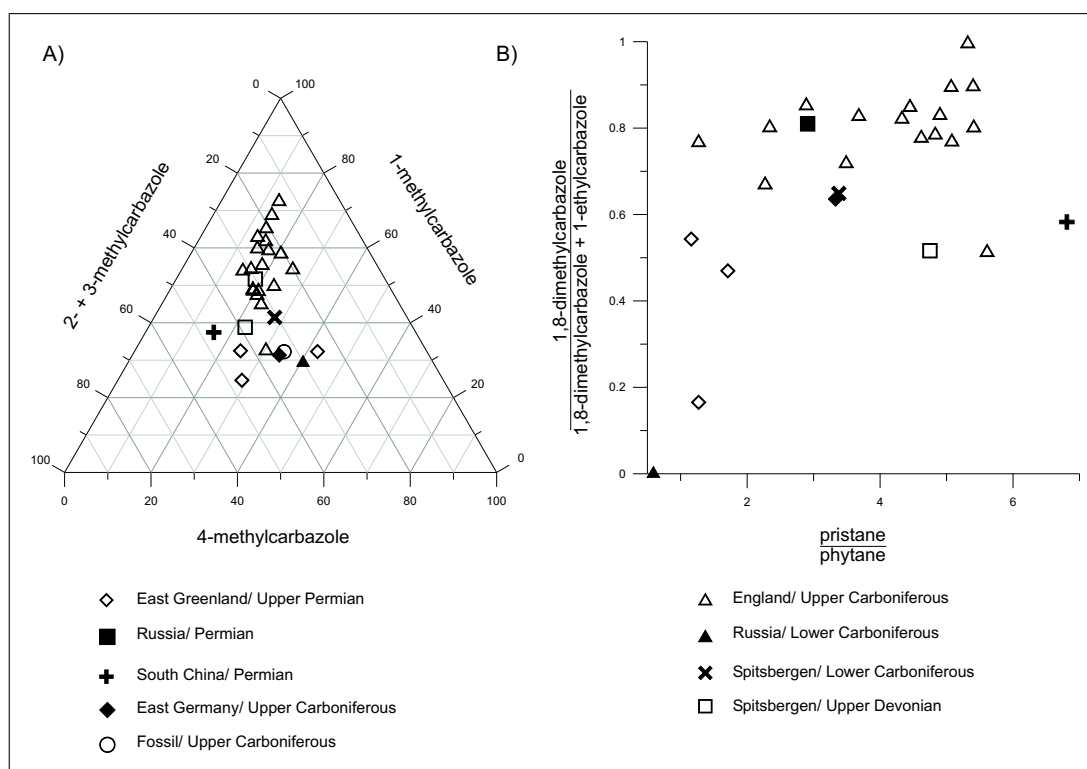 A)
0
100
20
80
40
60
60
40
80
20
100
0
0
20
40
60
80
100
2- + 3-methylcarbazole
1-methylcarbazole
4-methylcarbazole
B)
1
0.8
0.6
0.4
0.2
0
2
4
6
1,8-dimethylcarbazole
1,8-dimethylcarbazole + 1-ethylcarbazole
pristane
phytane
East Greenland/ Upper Permian
Russia/ Permian
South China/ Permian
East Germany/ Upper Carboniferous
Fossil/ Upper Carboniferous
England/ Upper Carboniferous
Russia/ Lower Carboniferous
Spitsbergen/ Lower Carboniferous
Spitsbergen/ Upper Devonian